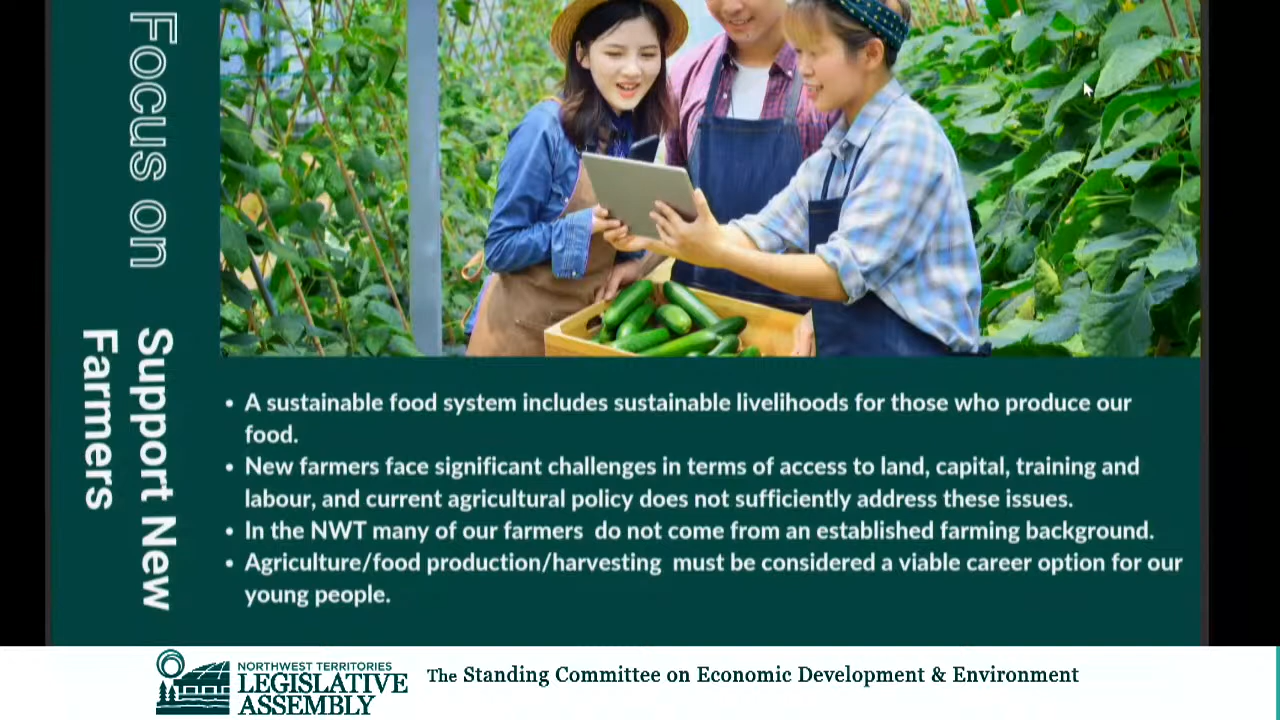 Focus on
Support New
Farmers
• A sustainable food system includes sustainable livelihoods for those who produce our
food.
• New farmers face significant challenges in terms of access to land, capital, training and
labour, and current agricultural policy does not sufficiently address these issues.
• In the NWT many of our farmers do not come from an established farming background.
• Agriculture/food production/harvesting must be considered a viable career option for our
young people.
NORTHWEST TERRITORIES
LEGISLATIVE
ASSEMBLY
The Standing Committee on Economic Development & Environment